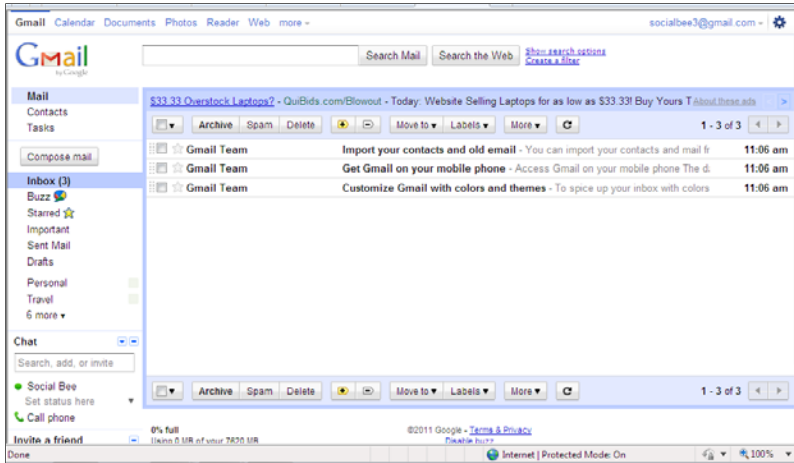 Gmail Calendar Documents Photos Reader Web more
socialbee3@gmail.com
Gmail
by Google
Search Mail Search the Web
Show search options
Create a filter
Mail
Contacts
Tasks
Compose mail
Inbox (3)
Buzz
Starred
Important
Sent Mail
Drafts
Personal
Travel
6 more
Chat
Search, add, or invite
Social Bee
Set status here
Call phone
Invite a friend
$33.33 Overstock Laptops? - QuiBids.com/Blowout - Today: Website Selling Laptops for as low as $33.33! Buy Yours T About these ads >
Archive Spam Delete Move to Labels More 1 - 3 of 3
Gmail Team Import your contacts and old email - You can import your contacts and mail fr 11:06 am
Gmail Team Get Gmail on your mobile phone - Access Gmail on your mobile phone The d 11:06 am
Gmail Team Customize Gmail with colors and themes - To spice up your inbox with colors 11:06 am
Archive Spam Delete Move to Labels More 1 - 3 of 3
0% full
Using 0 MB of your 7820 MB
©2011 Google - Terms & Privacy
Disable buzz
Done
Internet | Protected Mode: On
100%